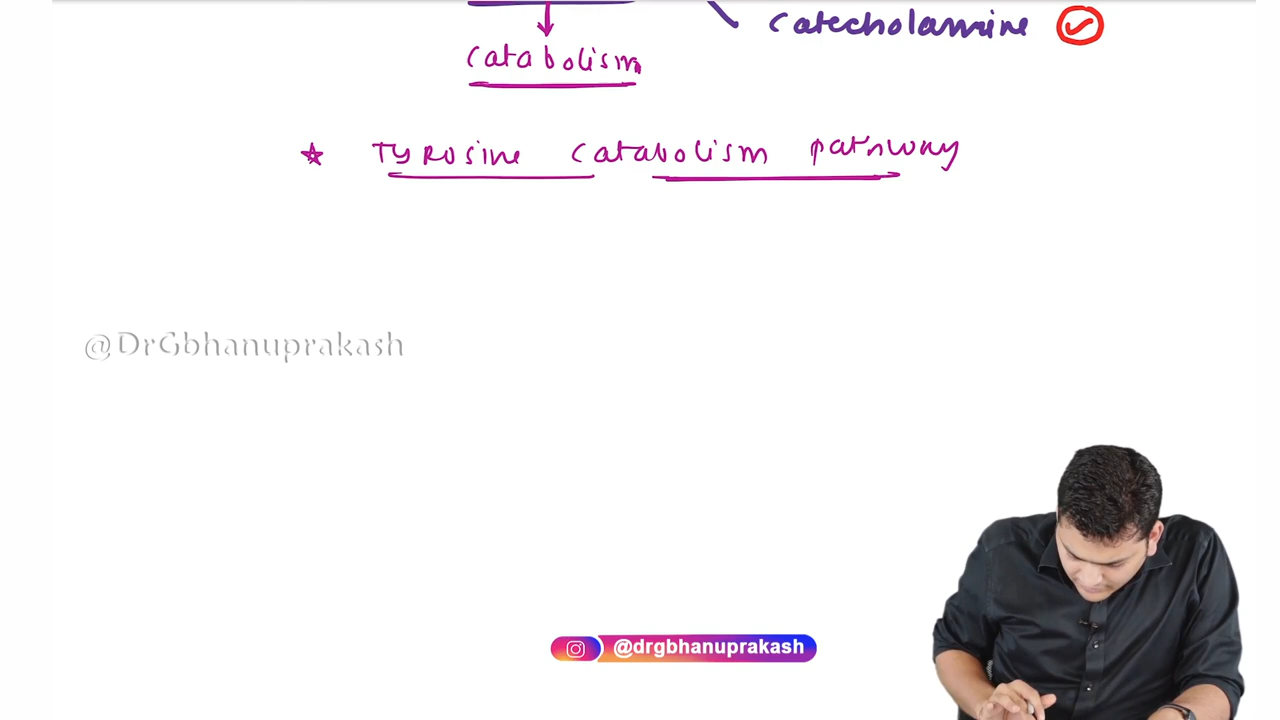 catecholamine
catabolism
★ Tyrosine catabolism pathway
@DrGbhanuprakash
@drgbhanuprakash